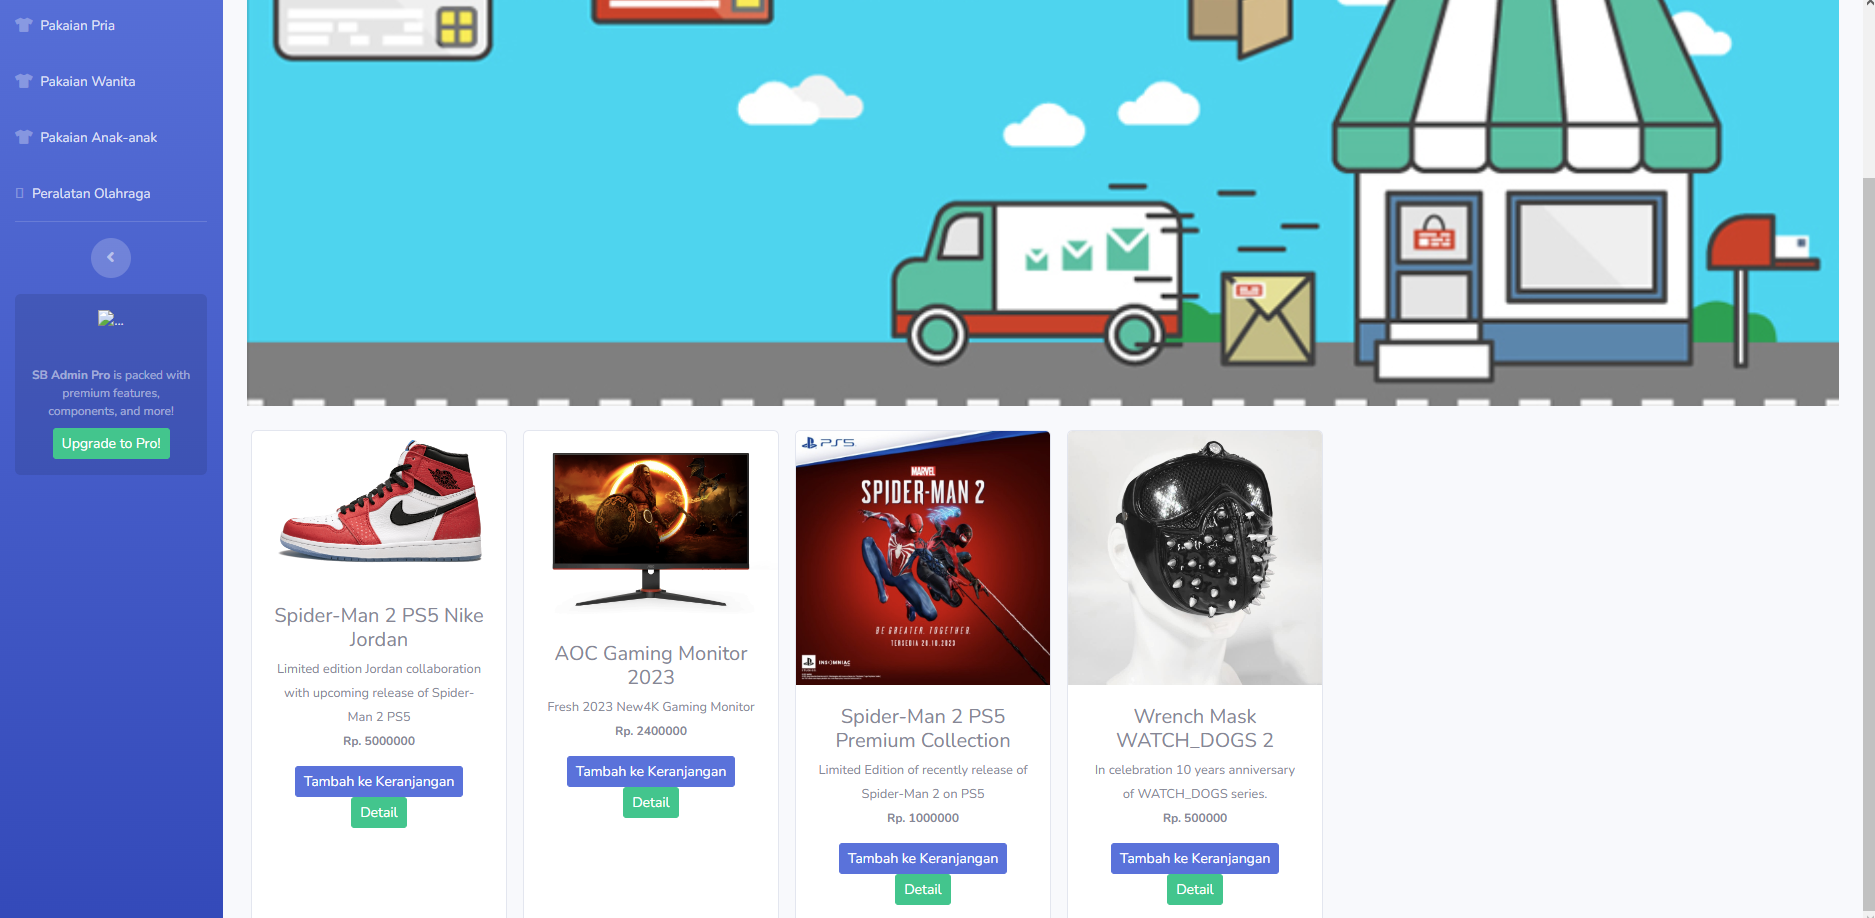 Pakaian Pria
Pakaian Wanita
Pakaian Anak-anak
Peralatan Olahraga
...
SB Admin Pro is packed with
premium features,
components, and more!
Upgrade to Pro!
Spider-Man 2 PS5 Nike
Jordan
Limited edition Jordan collaboration
with upcoming release of Spider-
Man 2 PS5
Rp. 5000000
Tambah ke Keranjangan
Detail
AOC Gaming Monitor
2023
Fresh 2023 New4K Gaming Monitor
Rp. 2400000
Tambah ke Keranjangan
Detail
PS5
MARVEL
SPIDER-MAN 2
BE GREATER. TOGETHER.
TERSEDIA 20.10.2023
INSOMNIAC
Spider-Man 2 PS5
Premium Collection
Limited Edition of recently release of
Spider-Man 2 on PS5
Rp. 1000000
Tambah ke Keranjangan
Detail
Wrench Mask
WATCH_DOGS 2
In celebration 10 years anniversary
of WATCH_DOGS series.
Rp. 500000
Tambah ke Keranjangan
Detail